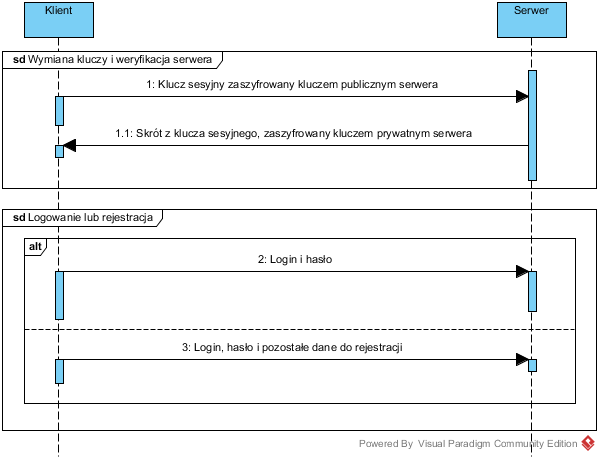 Klient
Serwer
sd Wymiana kluczy i weryfikacja serwera
1: Klucz sesyjny zaszyfrowany kluczem publicznym serwera
1.1: Skrót z klucza sesyjnego, zaszyfrowany kluczem prywatnym serwera
sd Logowanie lub rejestracja
alt
2: Login i hasło
3: Login, hasło i pozostałe dane do rejestracji
Powered By Visual Paradigm Community Edition